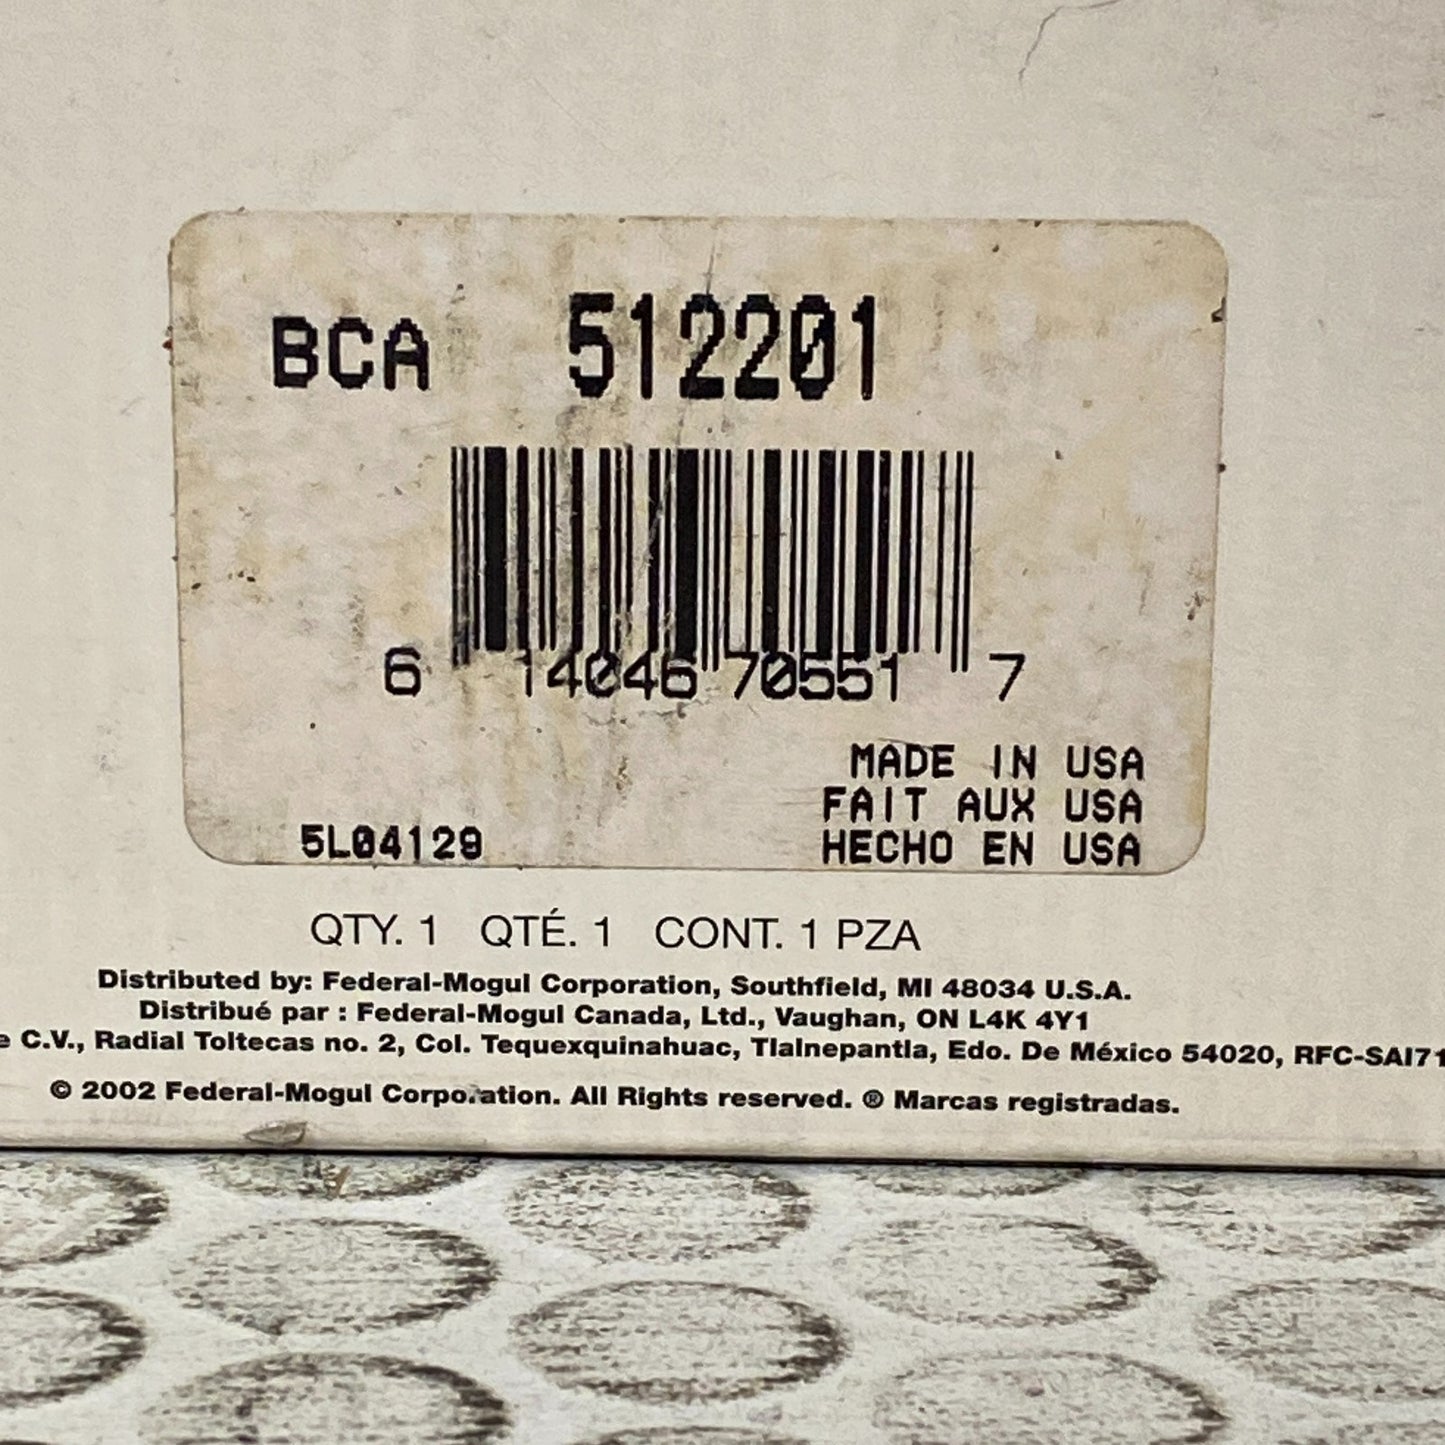 BCA 512201
6 14046 70551 7
MADE IN USA
FAIT AUX USA
HECHO EN USA
5L04129
QTY. 1 QTÉ. 1 CONT. 1 PZA
Distributed by: Federal-Mogul Corporation, Southfield, MI 48034 U.S.A.
Distribué par : Federal-Mogul Canada, Ltd., Vaughan, ON L4K 4Y1
e C.V., Radial Toltecas no. 2, Col. Tequexquinahuac, Tlalnepantla, Edo. De México 54020, RFC-SAI71
© 2002 Federal-Mogul Corporation. All Rights reserved. ® Marcas registradas.